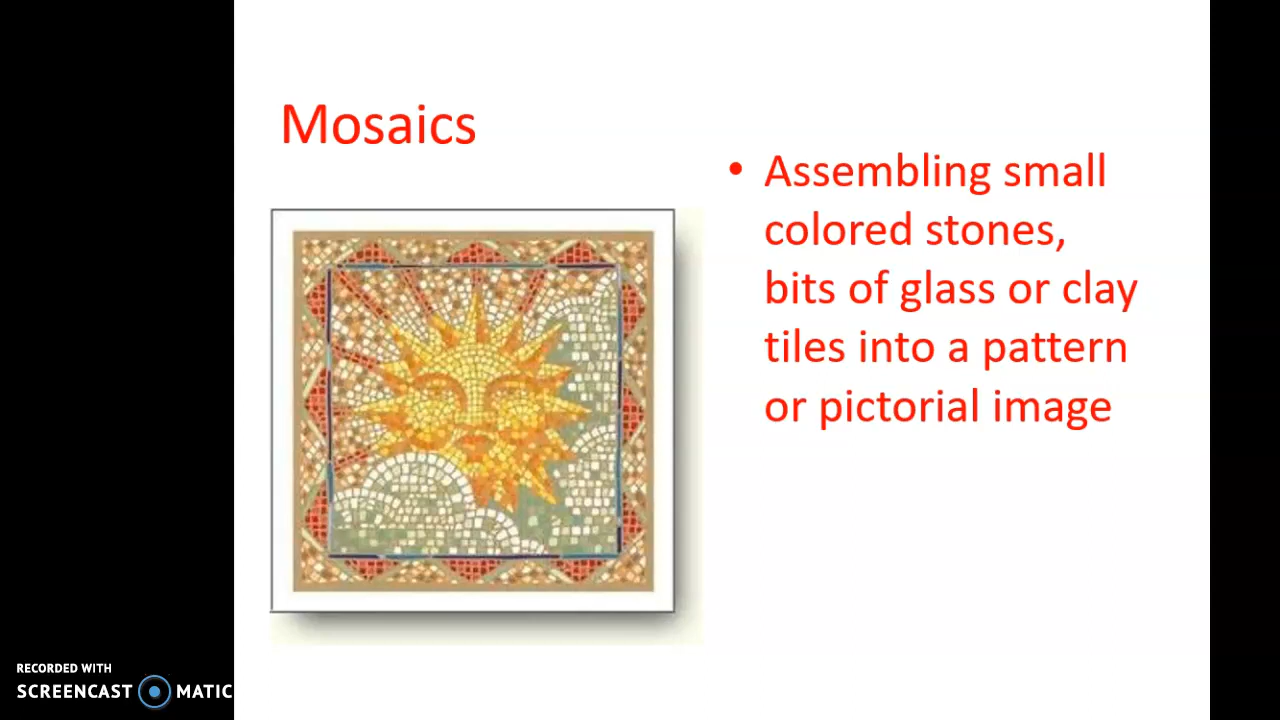 Mosaics
• Assembling small
colored stones,
bits of glass or clay
tiles into a pattern
or pictorial image
RECORDED WITH
SCREENCAST MATIC